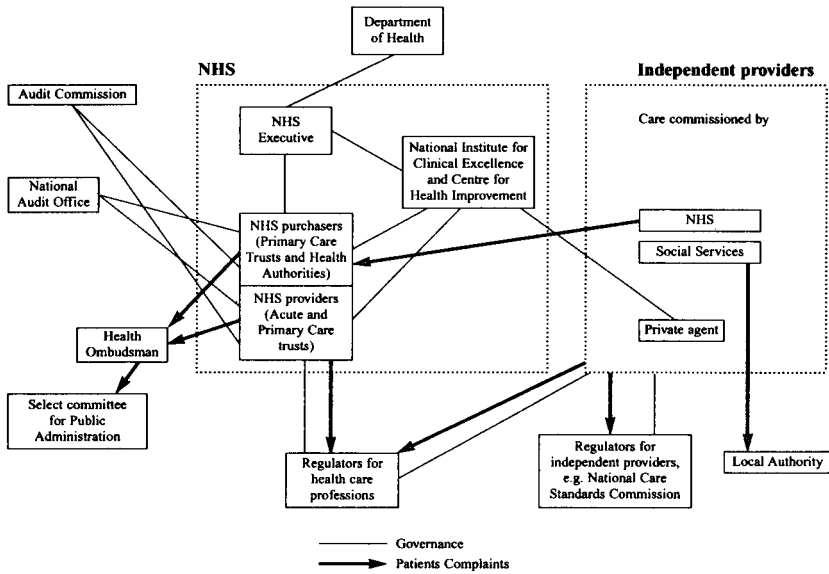 Department
of Health
NHS
Independent providers
Audit Commission
NHS
Executive
Care commissioned by
National Institute for
Clinical Excellence
and Centre for
Health Improvement
National
Audit Office
NHS purchasers
(Primary Care
Trusts and Health
Authorities)
NHS
Social Services
NHS providers
(Acute and
Primary Care
trusts)
Private agent
Health
Ombudsman
Select committee
for Public
Administration
Regulators for
health care
professions
Regulators for
independent providers,
e.g. National Care
Standards Commission
Local Authority
Governance
Patients Complaints